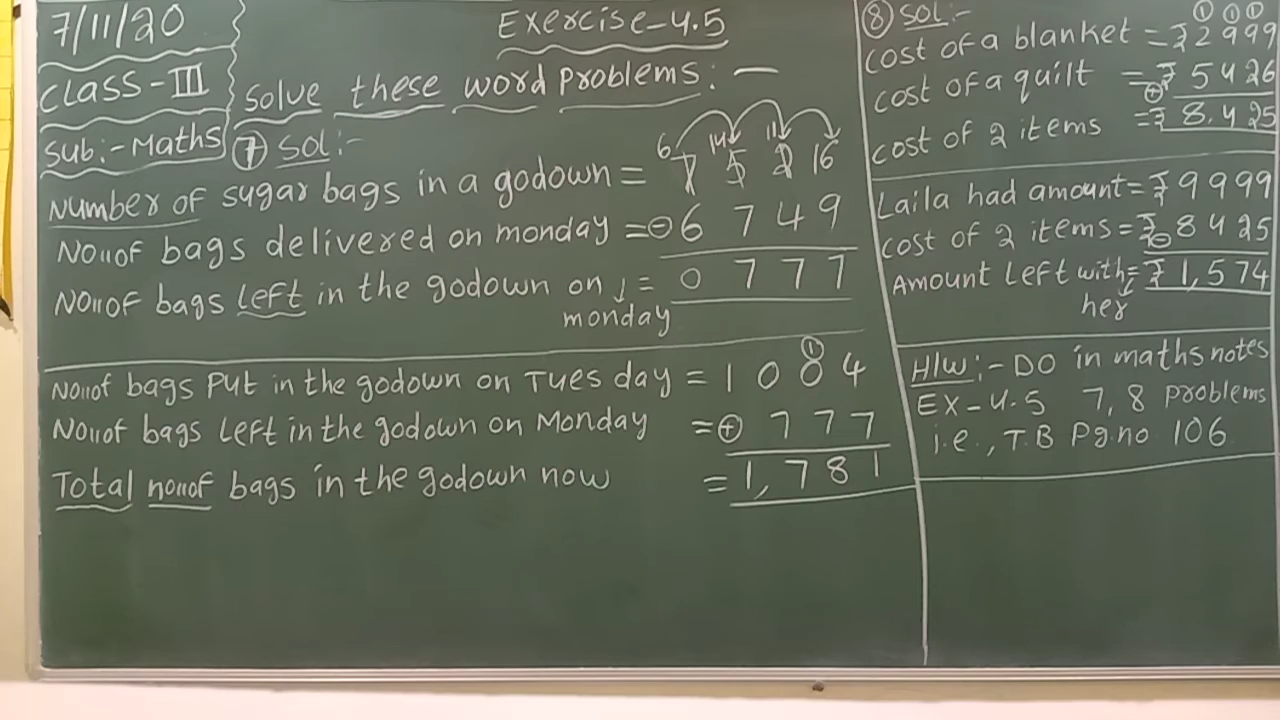 7/11/20
Class-III
Sub:-Maths
Exercise-4.5
Solve these word problems:-
7 Sol:-
6 14 11
Number of sugar bags in a godown = 7 5 2 16
No of bags delivered on monday = - 6 7 4 9
No of bags Left in the godown on ↓ = 0 7 7 7
monday
1
No of bags Put in the godown on Tuesday = 1 0 8 4
No of bags Left in the godown on Monday = + 7 7 7
Total no of bags in the godown now = 1,7 8 1
8 Sol:-
1 1 1
Cost of a blanket = ₹ 2 9 9 9
cost of a quilt = + ₹ 5 4 2 6
cost of 2 items = ₹ 8,4 2 5
Laila had amount = ₹ 9 9 9 9
cost of 2 items = - ₹ 8 4 2 5
Amount Left with = ₹ 1,5 7 4
her
H/W:- DO in maths notes
EX-4.5 7, 8 problems
i.e., T.B Pg.no 106